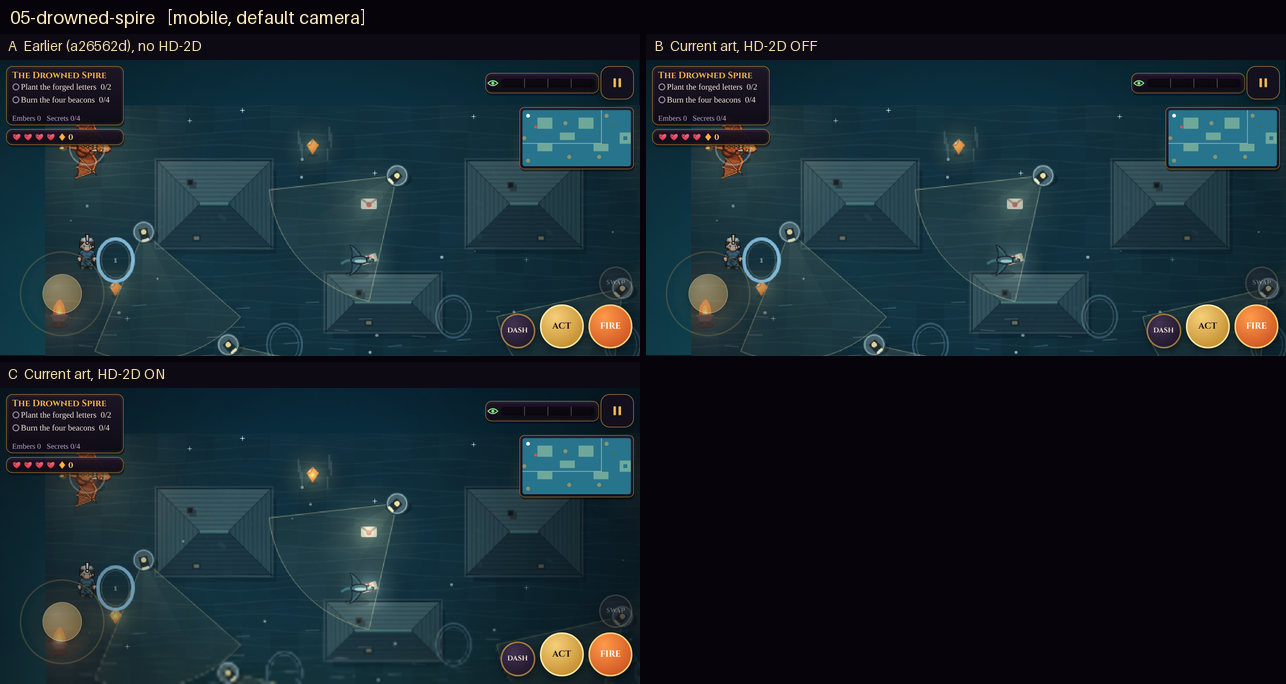 05-drowned-spire [mobile, default camera]
A Earlier (a26562d), no HD-2D
THE DROWNED SPIRE
Plant the forged letters 0/2
Burn the four beacons 0/4
Embers 0 Secrets 0/4
0
1
SWAP
DASH
ACT
FIRE
B Current art, HD-2D OFF
THE DROWNED SPIRE
Plant the forged letters 0/2
Burn the four beacons 0/4
Embers 0 Secrets 0/4
0
1
SWAP
DASH
ACT
FIRE
C Current art, HD-2D ON
THE DROWNED SPIRE
Plant the forged letters 0/2
Burn the four beacons 0/4
Embers 0 Secrets 0/4
0
1
SWAP
DASH
ACT
FIRE